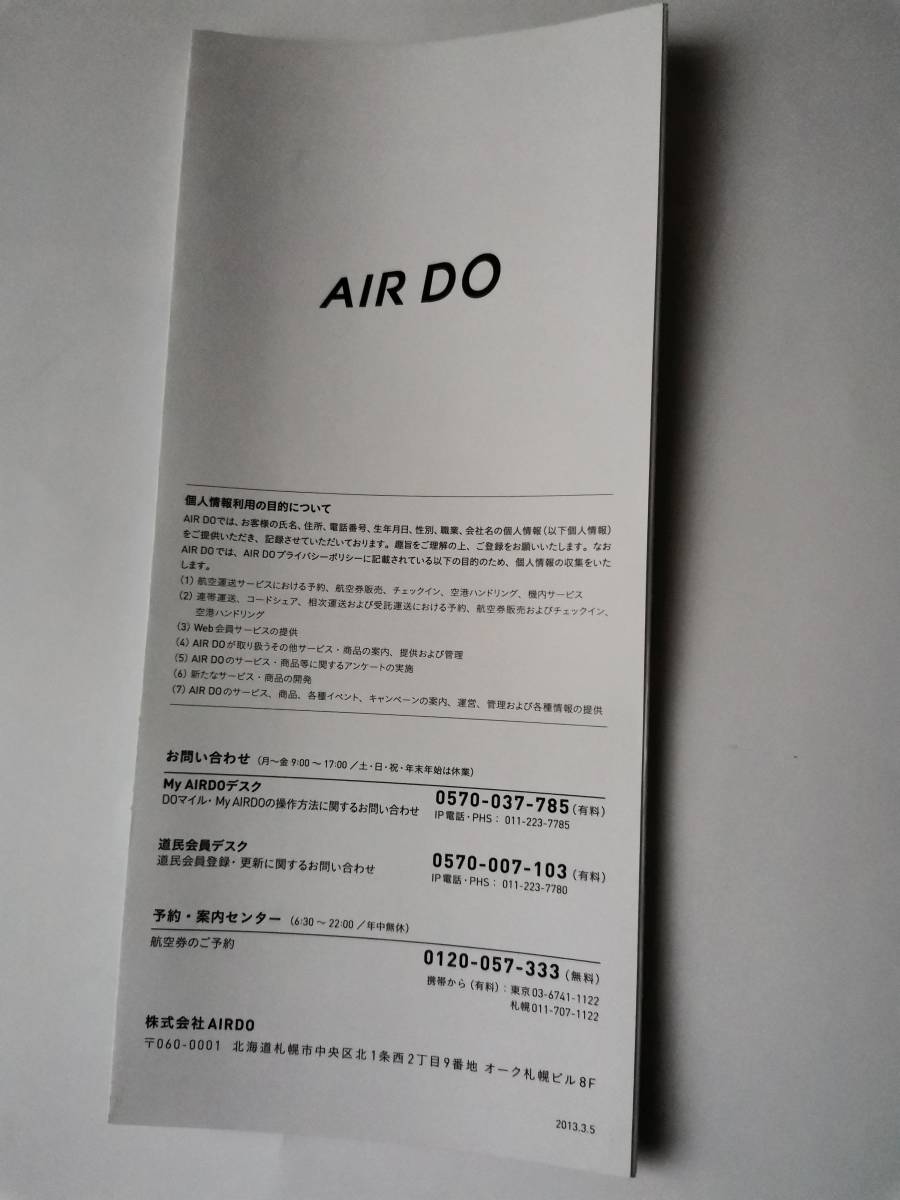 AIR DO
個人情報利用の目的について
AIR DOでは、お客様の氏名、住所、電話番号、生年月日、性別、職業、会社名の個人情報（以下個人情報）
をご提供いただき、記録させていただいております。趣旨をご理解の上、ご登録をお願いいたします。なお
AIR DOでは、AIR DOプライバシーポリシーに記載されている以下の目的のため、個人情報の収集をいた
します。
(1) 航空運送サービスにおける予約、航空券販売、チェックイン、空港ハンドリング、機内サービス
(2) 連帯運送、コードシェア、相次運送および受託運送における予約、航空券販売およびチェックイン、
空港ハンドリング
(3) Web会員サービスの提供
(4) AIR DOが取り扱うその他サービス・商品の案内、提供および管理
(5) AIR DOのサービス・商品等に関するアンケートの実施
(6) 新たなサービス・商品の開発
(7) AIR DOのサービス、商品、各種イベント、キャンペーンの案内、運営、管理および各種情報の提供
お問い合わせ（月〜金 9:00 〜 17:00 ／土・日・祝・年末年始は休業）
My AIRDOデスク
DOマイル・My AIRDOの操作方法に関するお問い合わせ
0570-037-785（有料）
IP電話・PHS： 011-223-7785
道民会員デスク
道民会員登録・更新に関するお問い合わせ
0570-007-103（有料）
IP電話・PHS： 011-223-7780
予約・案内センター（6:30 〜 22:00 ／年中無休）
航空券のご予約
0120-057-333（無料）
携帯から（有料）：東京03-6741-1122
札幌011-707-1122
株式会社AIRDO
〒060-0001 北海道札幌市中央区北1条西2丁目9番地 オーク札幌ビル8F
2013.3.5